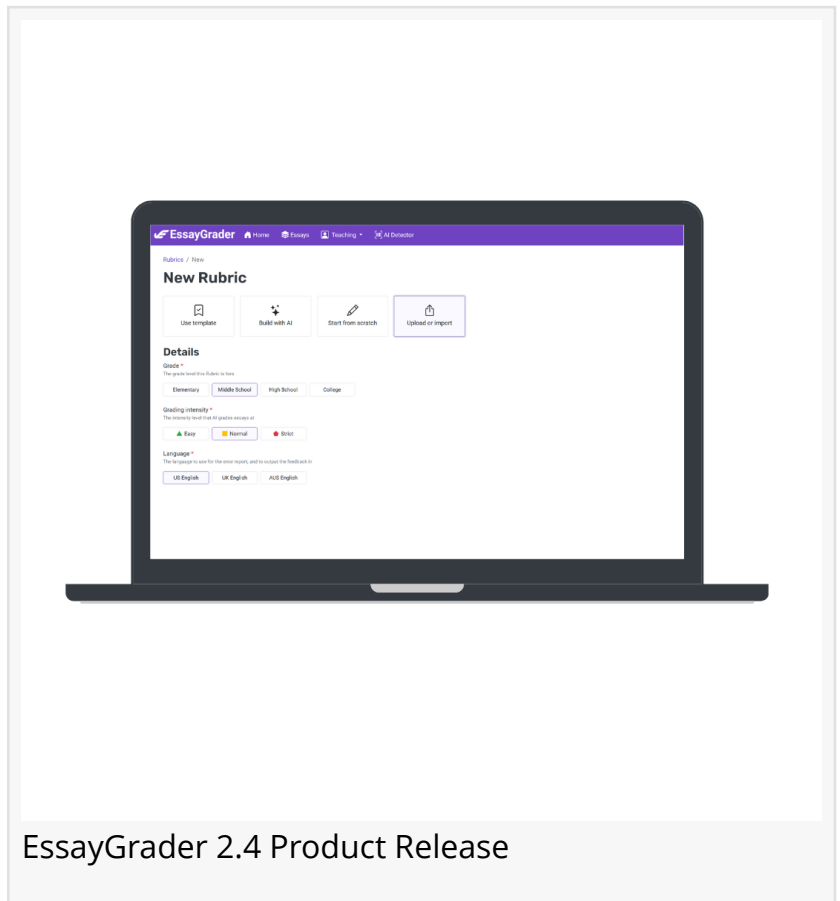 EssayGrader Home Essays Teaching AI Detector
Rubrics / New
New Rubric
Use template Build with AI Start from scratch Upload or import
Details
Grade *
The grade level this Rubric is for
Elementary Middle School High School College
Grading intensity *
The intensity level that AI grades essays at
Easy Normal Strict
Language *
The language to use for the error report, and to output the feedback in
US English UK English AUS English
EssayGrader 2.4 Product Release